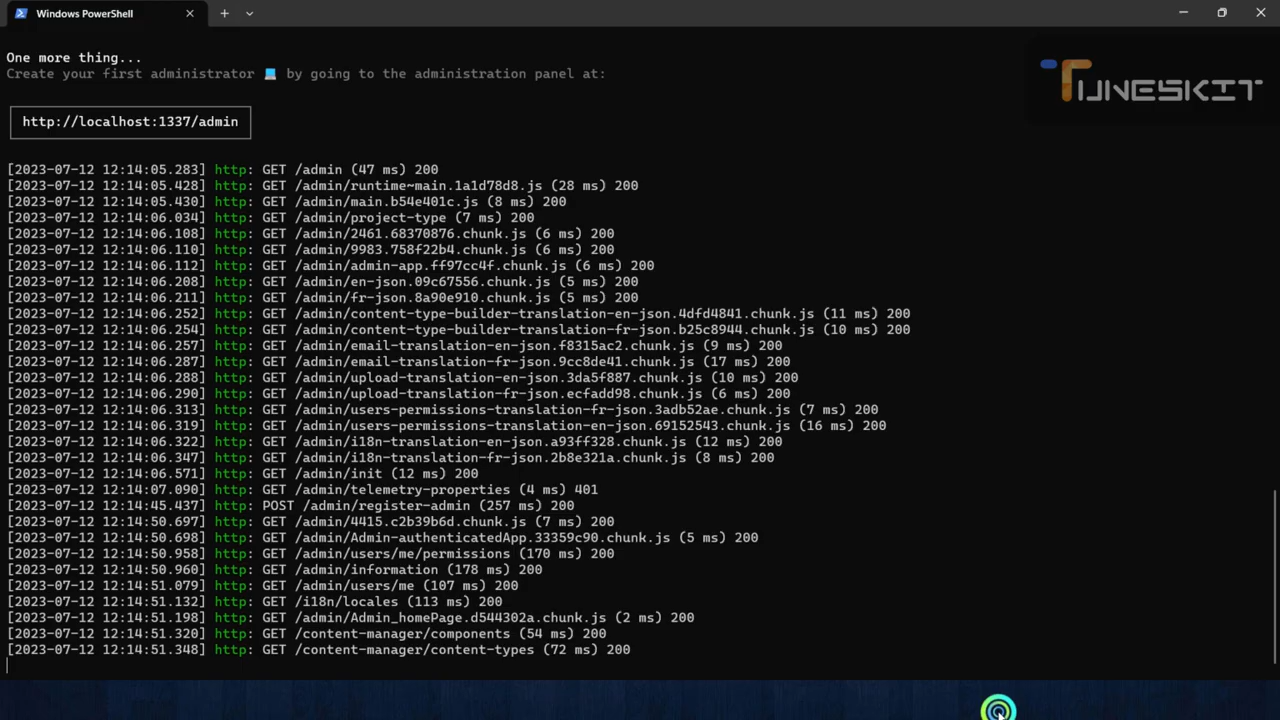 Windows PowerShell
TUNESKIT
One more thing...
Create your first administrator 💻 by going to the administration panel at:
http://localhost:1337/admin
[2023-07-12 12:14:05.283] http: GET /admin (47 ms) 200
[2023-07-12 12:14:05.428] http: GET /admin/runtime~main.1a1d78d8.js (28 ms) 200
[2023-07-12 12:14:05.430] http: GET /admin/main.b54e401c.js (8 ms) 200
[2023-07-12 12:14:06.034] http: GET /admin/project-type (7 ms) 200
[2023-07-12 12:14:06.108] http: GET /admin/2461.68370876.chunk.js (6 ms) 200
[2023-07-12 12:14:06.110] http: GET /admin/9983.758f22b4.chunk.js (6 ms) 200
[2023-07-12 12:14:06.112] http: GET /admin/admin-app.ff97cc4f.chunk.js (6 ms) 200
[2023-07-12 12:14:06.208] http: GET /admin/en-json.09c67556.chunk.js (5 ms) 200
[2023-07-12 12:14:06.211] http: GET /admin/fr-json.8a90e910.chunk.js (5 ms) 200
[2023-07-12 12:14:06.252] http: GET /admin/content-type-builder-translation-en-json.4dfd4841.chunk.js (11 ms) 200
[2023-07-12 12:14:06.254] http: GET /admin/content-type-builder-translation-fr-json.b25c8944.chunk.js (10 ms) 200
[2023-07-12 12:14:06.257] http: GET /admin/email-translation-en-json.f8315ac2.chunk.js (9 ms) 200
[2023-07-12 12:14:06.287] http: GET /admin/email-translation-fr-json.9cc8de41.chunk.js (17 ms) 200
[2023-07-12 12:14:06.288] http: GET /admin/upload-translation-en-json.3da5f887.chunk.js (10 ms) 200
[2023-07-12 12:14:06.290] http: GET /admin/upload-translation-fr-json.ecfadd98.chunk.js (6 ms) 200
[2023-07-12 12:14:06.313] http: GET /admin/users-permissions-translation-fr-json.3adb52ae.chunk.js (7 ms) 200
[2023-07-12 12:14:06.319] http: GET /admin/users-permissions-translation-en-json.69152543.chunk.js (16 ms) 200
[2023-07-12 12:14:06.322] http: GET /admin/i18n-translation-en-json.a93ff328.chunk.js (12 ms) 200
[2023-07-12 12:14:06.347] http: GET /admin/i18n-translation-fr-json.2b8e321a.chunk.js (8 ms) 200
[2023-07-12 12:14:06.571] http: GET /admin/init (12 ms) 200
[2023-07-12 12:14:07.090] http: GET /admin/telemetry-properties (4 ms) 401
[2023-07-12 12:14:45.437] http: POST /admin/register-admin (257 ms) 200
[2023-07-12 12:14:50.697] http: GET /admin/4415.c2b39b6d.chunk.js (7 ms) 200
[2023-07-12 12:14:50.698] http: GET /admin/Admin-authenticatedApp.33359c90.chunk.js (5 ms) 200
[2023-07-12 12:14:50.958] http: GET /admin/users/me/permissions (170 ms) 200
[2023-07-12 12:14:50.960] http: GET /admin/information (178 ms) 200
[2023-07-12 12:14:51.079] http: GET /admin/users/me (107 ms) 200
[2023-07-12 12:14:51.132] http: GET /i18n/locales (113 ms) 200
[2023-07-12 12:14:51.198] http: GET /admin/Admin_homePage.d544302a.chunk.js (2 ms) 200
[2023-07-12 12:14:51.320] http: GET /content-manager/components (54 ms) 200
[2023-07-12 12:14:51.348] http: GET /content-manager/content-types (72 ms) 200